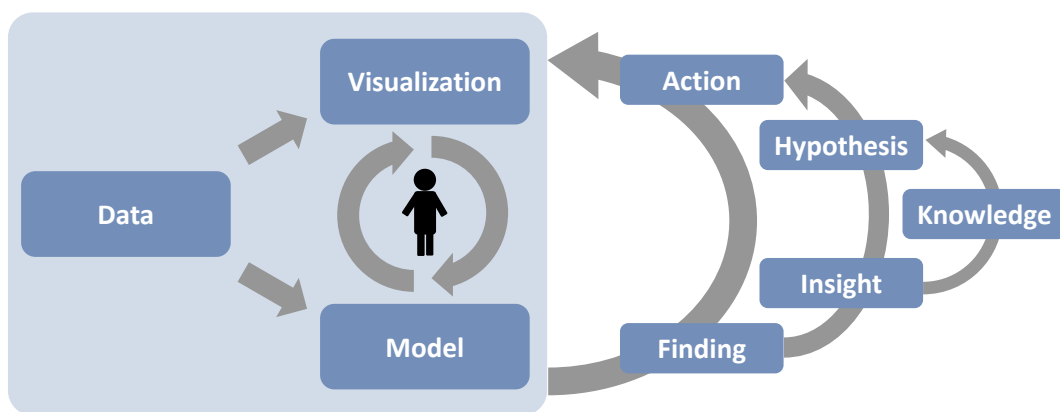 Visualization
Data
Model
Action
Hypothesis
Knowledge
Insight
Finding